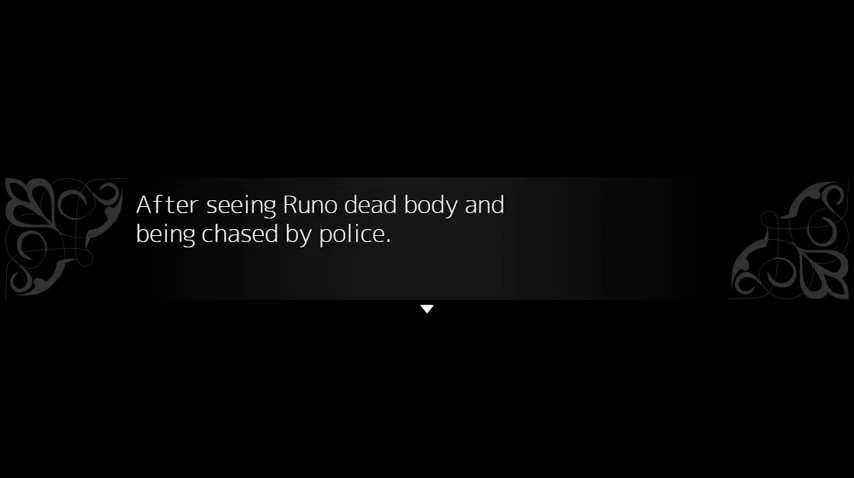 After seeing Runo dead body and
being chased by police.